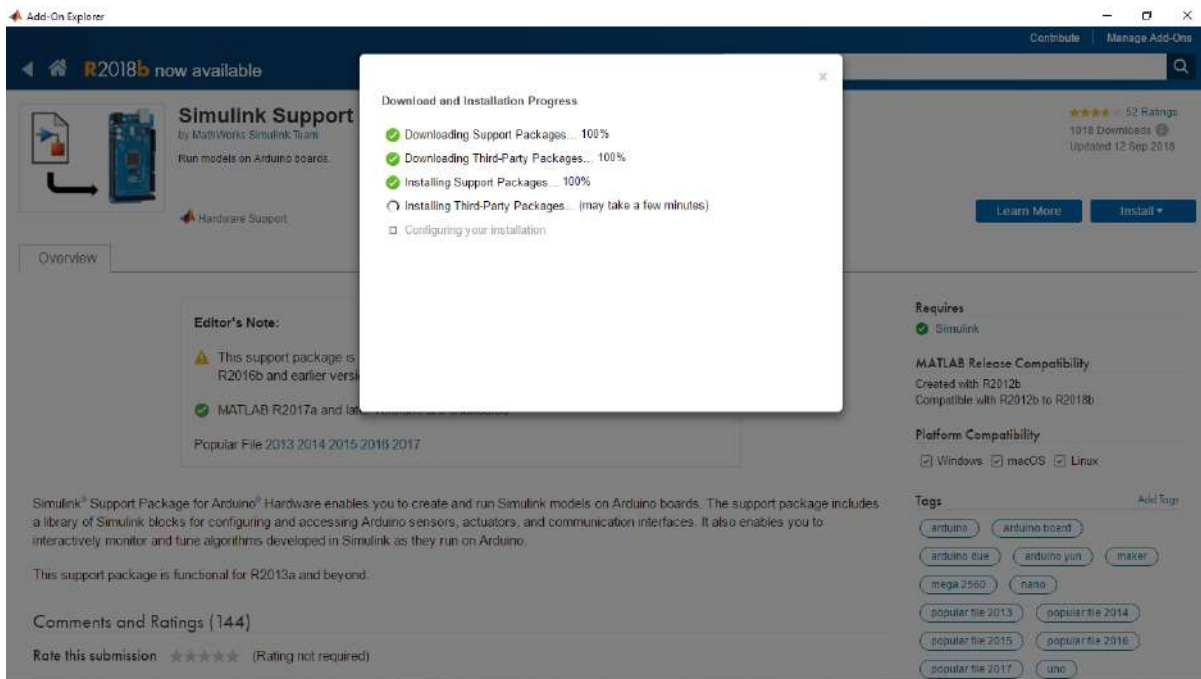 Add-On Explorer
Contribute | Manage Add-Ons
R2018b now available
Download and Installation Progress
Downloading Support Packages... 100%
Downloading Third-Party Packages... 100%
Installing Support Packages... 100%
Installing Third-Party Packages... (may take a few minutes)
Configuring your installation
Simulink Support
by MathWorks Simulink Team
Run models on Arduino boards.
Hardware Support
52 Ratings
1018 Downloads
Updated 12 Sep 2018
Learn More
Install
Overview
Editor's Note:
This support package is
R2016b and earlier versi
MATLAB R2017a and
Popular File 2013 2014 2015 2016 2017
Requires
Simulink
MATLAB Release Compatibility
Created with R2012b
Compatible with R2012b to R2018b
Platform Compatibility
Windows macOS Linux
Simulink® Support Package for Arduino® Hardware enables you to create and run Simulink models on Arduino boards. The support package includes
a library of Simulink blocks for configuring and accessing Arduino sensors, actuators, and communication interfaces. It also enables you to
interactively monitor and tune algorithms developed in Simulink as they run on Arduino.
This support package is functional for R2013a and beyond.
Comments and Ratings (144)
Rate this submission (Rating not required)
Tags
Add Tags
arduino
arduino board
arduino due
arduino yun
maker
mega 2560
nano
popular file 2013
popular file 2014
popular file 2015
popular file 2016
popular file 2017
uno